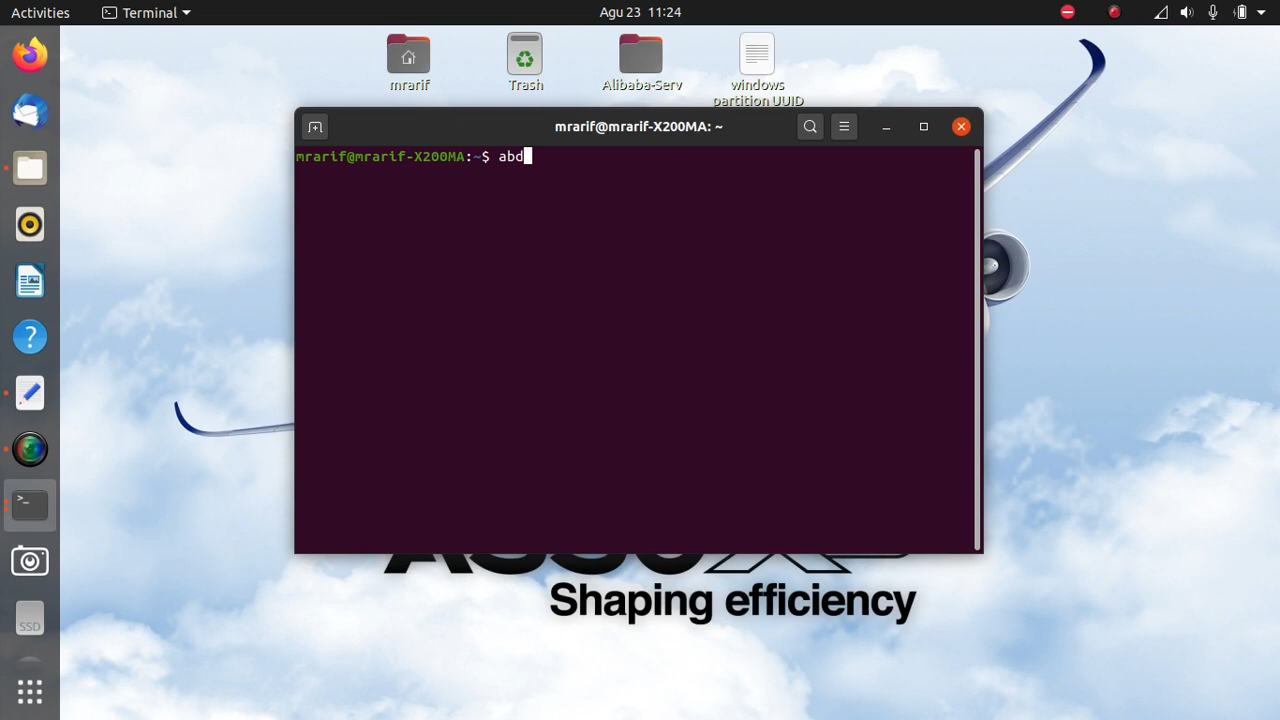 Activities
Terminal
Agu 23 11:24
mrarif
Trash
Alibaba-Serv
windows
partition UUID
mrarif@mrarif-X200MA: ~
mrarif@mrarif-X200MA:~$ abd
SSD
Shaping efficiency